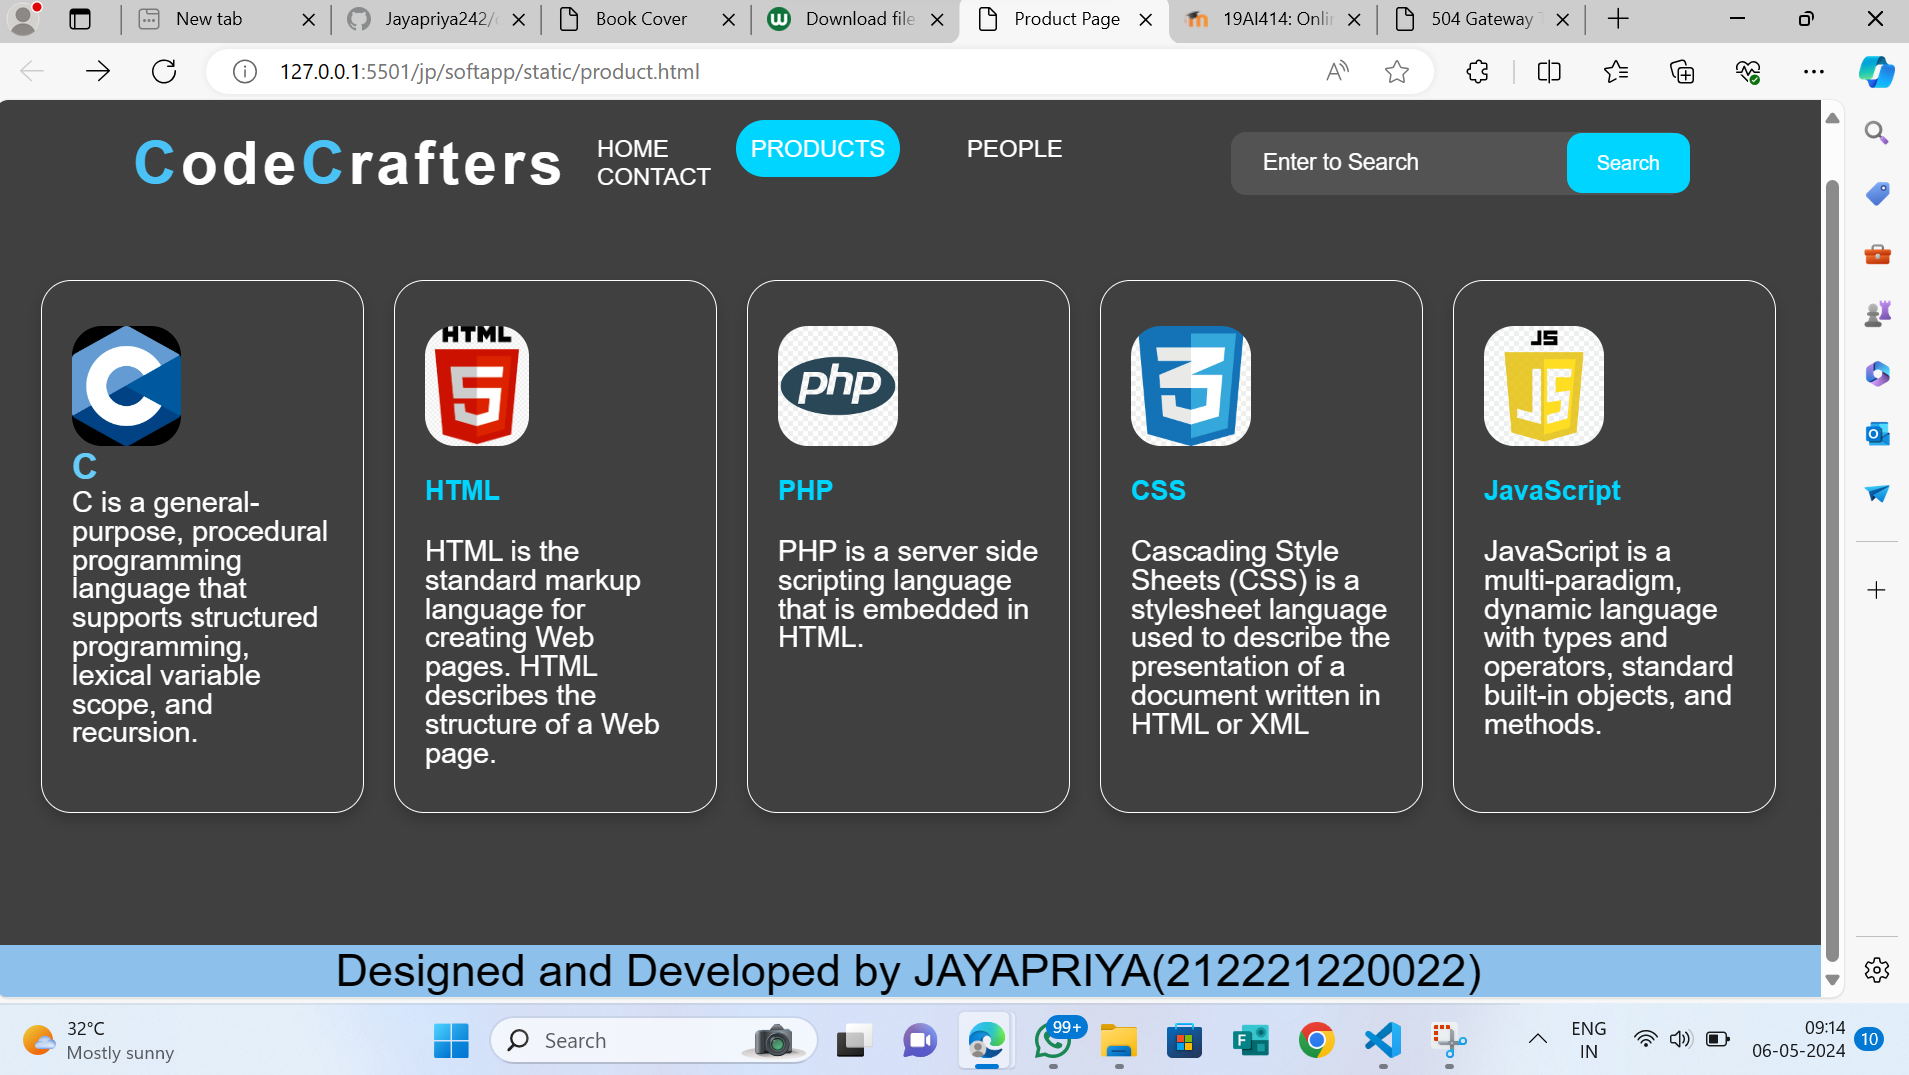 New tab
Jayapriya242/
Book Cover
Download file
Product Page
19AI414: Onli
504 Gateway T
127.0.0.1:5501/jp/softapp/static/product.html
CodeCrafters
HOME
PRODUCTS
PEOPLE
CONTACT
Enter to Search
Search
C
C is a general-
purpose, procedural
programming
language that
supports structured
programming,
lexical variable
scope, and
recursion.
HTML
5
HTML
HTML is the
standard markup
language for
creating Web
pages. HTML
describes the
structure of a Web
page.
php
PHP
PHP is a server side
scripting language
that is embedded in
HTML.
3
CSS
Cascading Style
Sheets (CSS) is a
stylesheet language
used to describe the
presentation of a
document written in
HTML or XML
JS
JS
JavaScript
JavaScript is a
multi-paradigm,
dynamic language
with types and
operators, standard
built-in objects, and
methods.
Designed and Developed by JAYAPRIYA(212221220022)
32°C
Mostly sunny
Search
99+
ENG
IN
09:14
06-05-2024
10